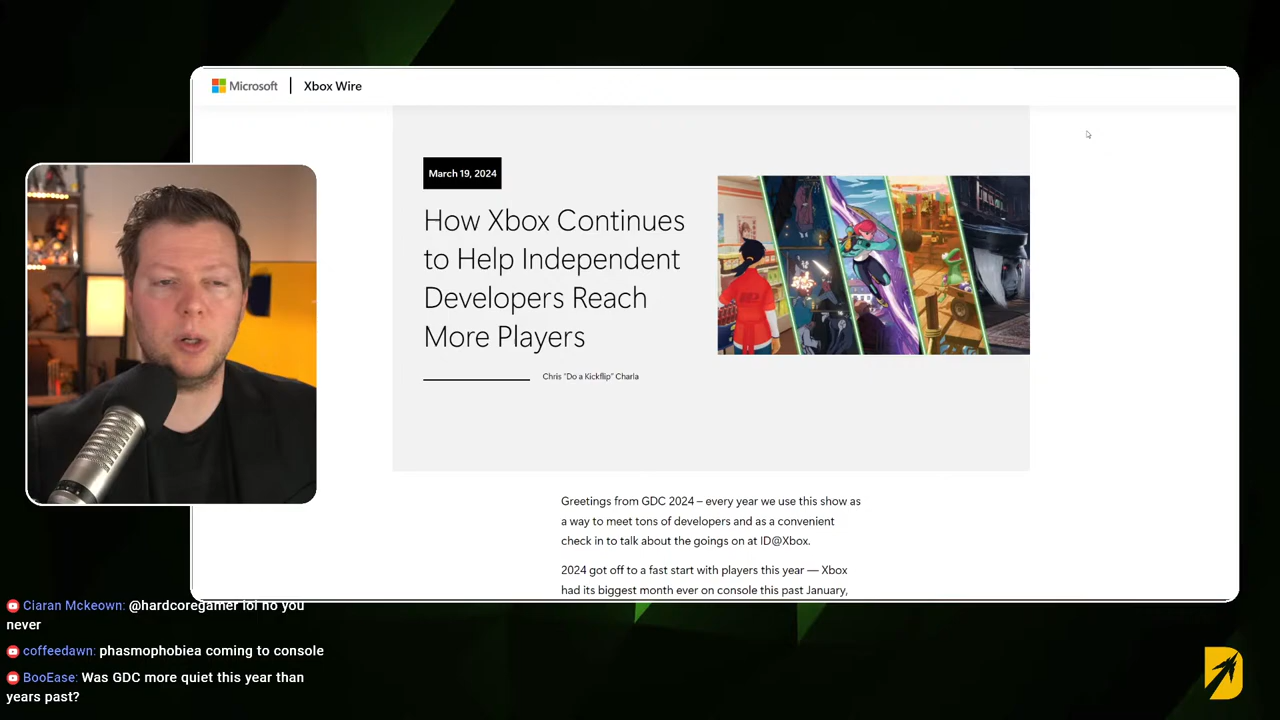 Microsoft | Xbox Wire
March 19, 2024
How Xbox Continues
to Help Independent
Developers Reach
More Players
Chris "Do a Kickflip" Charla
Greetings from GDC 2024 – every year we use this show as
a way to meet tons of developers and as a convenient
check in to talk about the goings on at ID@Xbox.
2024 got off to a fast start with players this year — Xbox
had its biggest month ever on console this past January,
Ciaran Mckeown: @hardcoregamer lol no you
never
coffeedawn: phasmophobiea coming to console
BooEase: Was GDC more quiet this year than
years past?